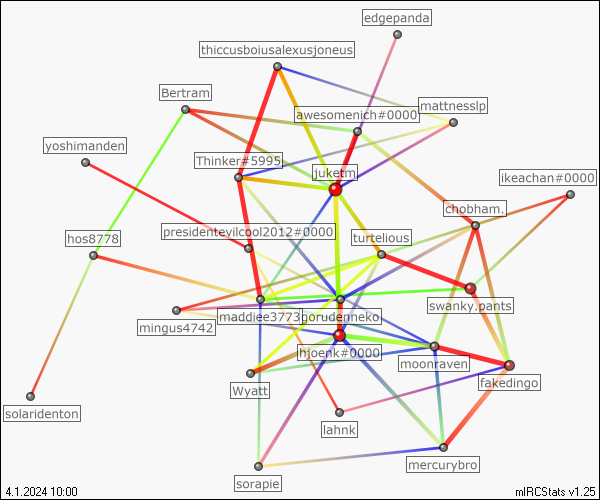 edgepanda
thiccusboiusalexusjoneus
Bertram
mattnesslp
awesomenich#0000
yoshimanden
Thinker#5995
juketm
ikeachan#0000
chobham.
presidentevilcool2012#0000
hos8778
turtelious
swanky.pants
maddiee3773
gorudenneko
mingus4742
hjoenk#0000
moonraven
Wyatt
fakedingo
solaridenton
lahnk
mercurybro
sorapie
4.1.2024 10:00
mIRCStats v1.25